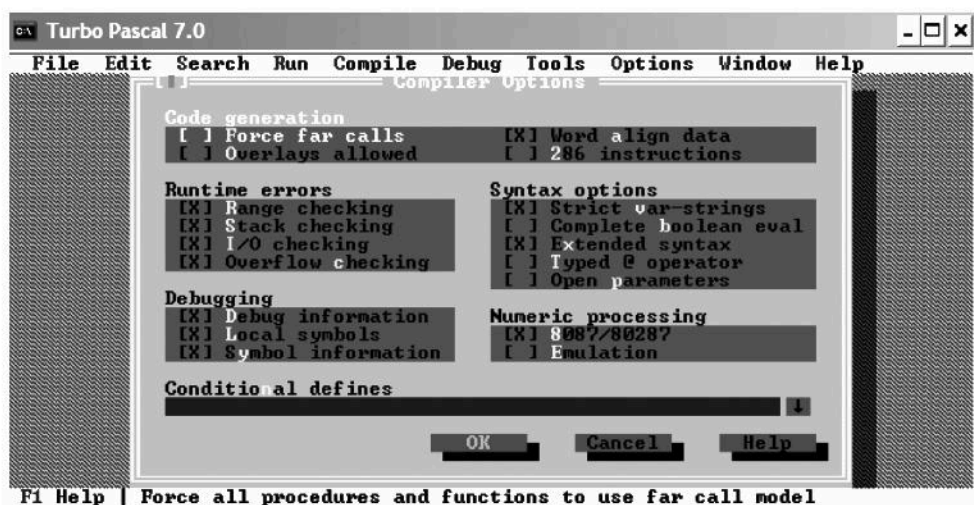 Turbo Pascal 7.0
File Edit Search Run Compile Debug Tools Options Window Help
Compiler Options
Code generation
[ ] Force far calls [X] Word align data
[ ] Overlays allowed [ ] 286 instructions
Runtime errors Syntax options
[X] Range checking [X] Strict var-strings
[X] Stack checking [ ] Complete boolean eval
[X] I/O checking [X] Extended syntax
[X] Overflow checking [ ] Typed @ operator
[ ] Open parameters
Debugging
[X] Debug information Numeric processing
[X] Local symbols [X] 8087/80287
[X] Symbol information [ ] Emulation
Conditional defines
OK Cancel Help
F1 Help | Force all procedures and functions to use far call model